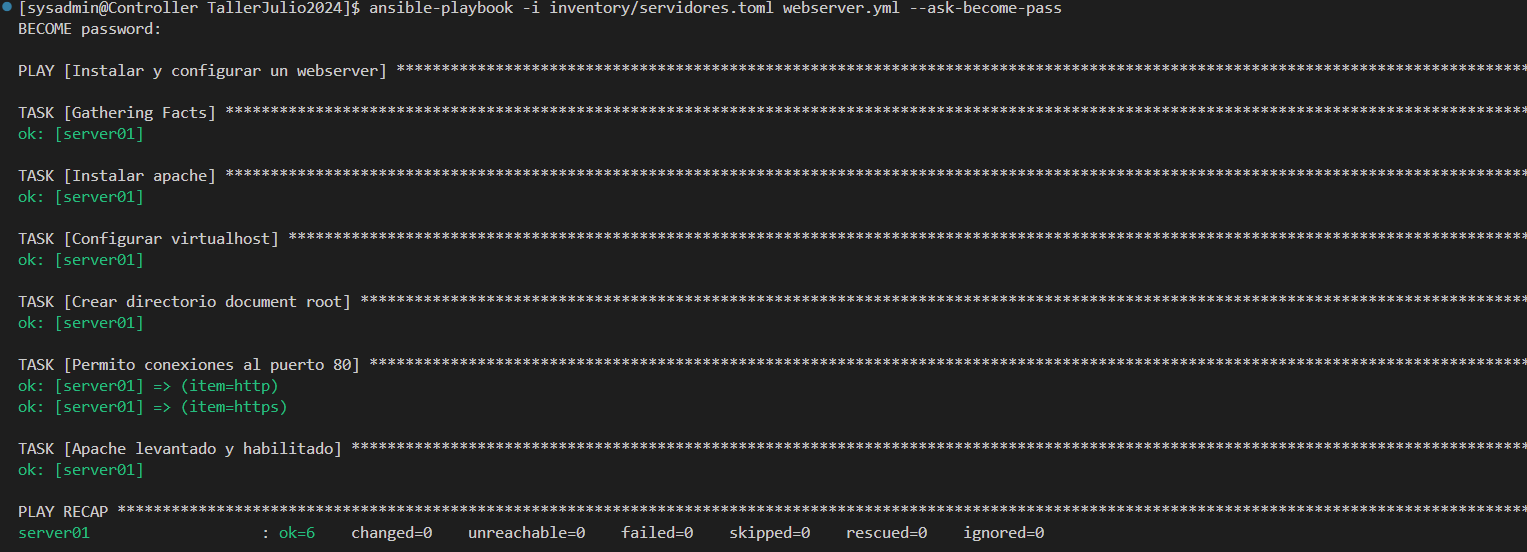 [sysadmin@Controller TallerJulio2024]$ ansible-playbook -i inventory/servidores.toml webserver.yml --ask-become-pass
BECOME password:
PLAY [Instalar y configurar un webserver] ******************************************************************************************************************************
TASK [Gathering Facts] *************************************************************************************************************************************************
ok: [server01]
TASK [Instalar apache] *************************************************************************************************************************************************
ok: [server01]
TASK [Configurar virtualhost] ******************************************************************************************************************************************
ok: [server01]
TASK [Crear directorio document root] **********************************************************************************************************************************
ok: [server01]
TASK [Permito conexiones al puerto 80] *********************************************************************************************************************************
ok: [server01] => (item=http)
ok: [server01] => (item=https)
TASK [Apache levantado y habilitado] ***********************************************************************************************************************************
ok: [server01]
PLAY RECAP *************************************************************************************************************************************************************
server01                   : ok=6    changed=0    unreachable=0    failed=0    skipped=0    rescued=0    ignored=0